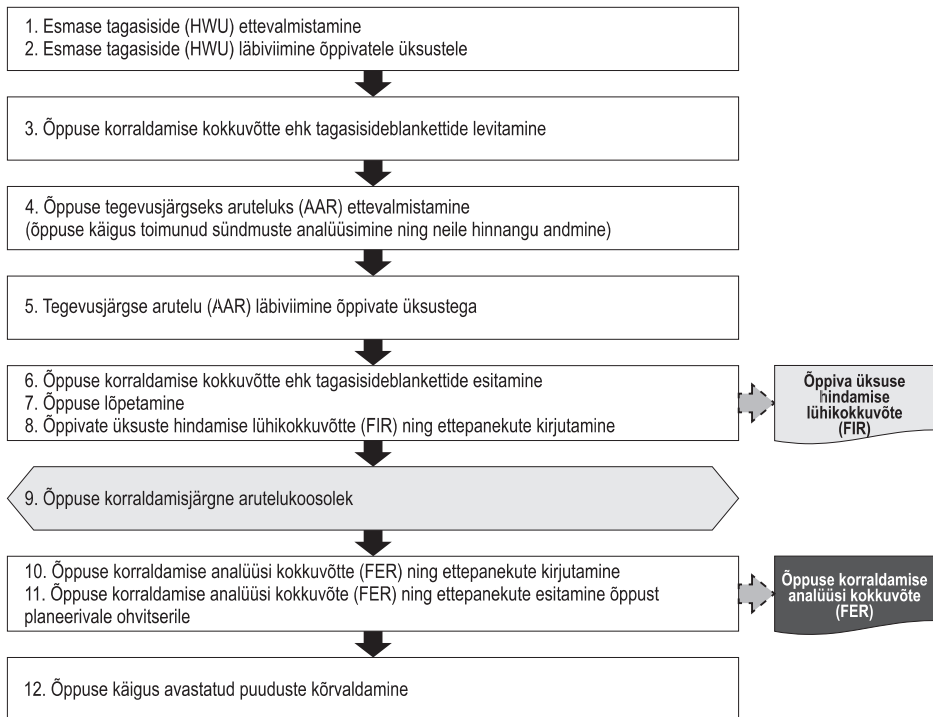 1. Esmase tagasiside (HWU) ettevalmistamine
2. Esmase tagasiside (HWU) läbiviimine õppivatele üksustele
3. Õppuse korraldamise kokkuvõtte ehk tagasisideblankettide levitamine
4. Õppuse tegevusjärgseks aruteluks (AAR) ettevalmistamine
(õppuse käigus toimunud sündmuste analüüsimine ning neile hinnangu andmine)
5. Tegevusjärgse arutelu (AAR) läbiviimine õppivate üksustega
6. Õppuse korraldamise kokkuvõtte ehk tagasisideblankettide esitamine
7. Õppuse lõpetamine
8. Õppivate üksuste hindamise lühikokkuvõtte (FIR) ning ettepanekute kirjutamine
Õppiva üksuse
hindamise
lühikokkuvõte
(FIR)
9. Õppuse korraldamisjärgne arutelukoosolek
10. Õppuse korraldamise analüüsi kokkuvõtte (FER) ning ettepanekute kirjutamine
11. Õppuse korraldamise analüüsi kokkuvõte (FER) ning ettepanekute esitamine õppust
planeerivale ohvitserile
Õppuse korraldamise
analüüsi kokkuvõte
(FER)
12. Õppuse käigus avastatud puuduste kõrvaldamine